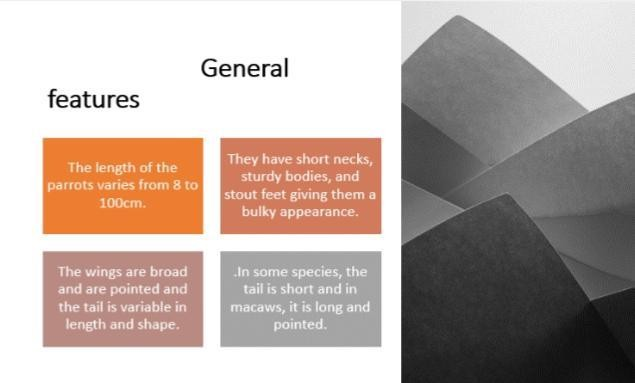 General
features
The length of the
parrots varies from 8 to
100cm.
They have short necks,
sturdy bodies, and
stout feet giving them a
bulky appearance.
The wings are broad
and are pointed and
the tail is variable in
length and shape.
.In some species, the
tail is short and in
macaws, it is long and
pointed.